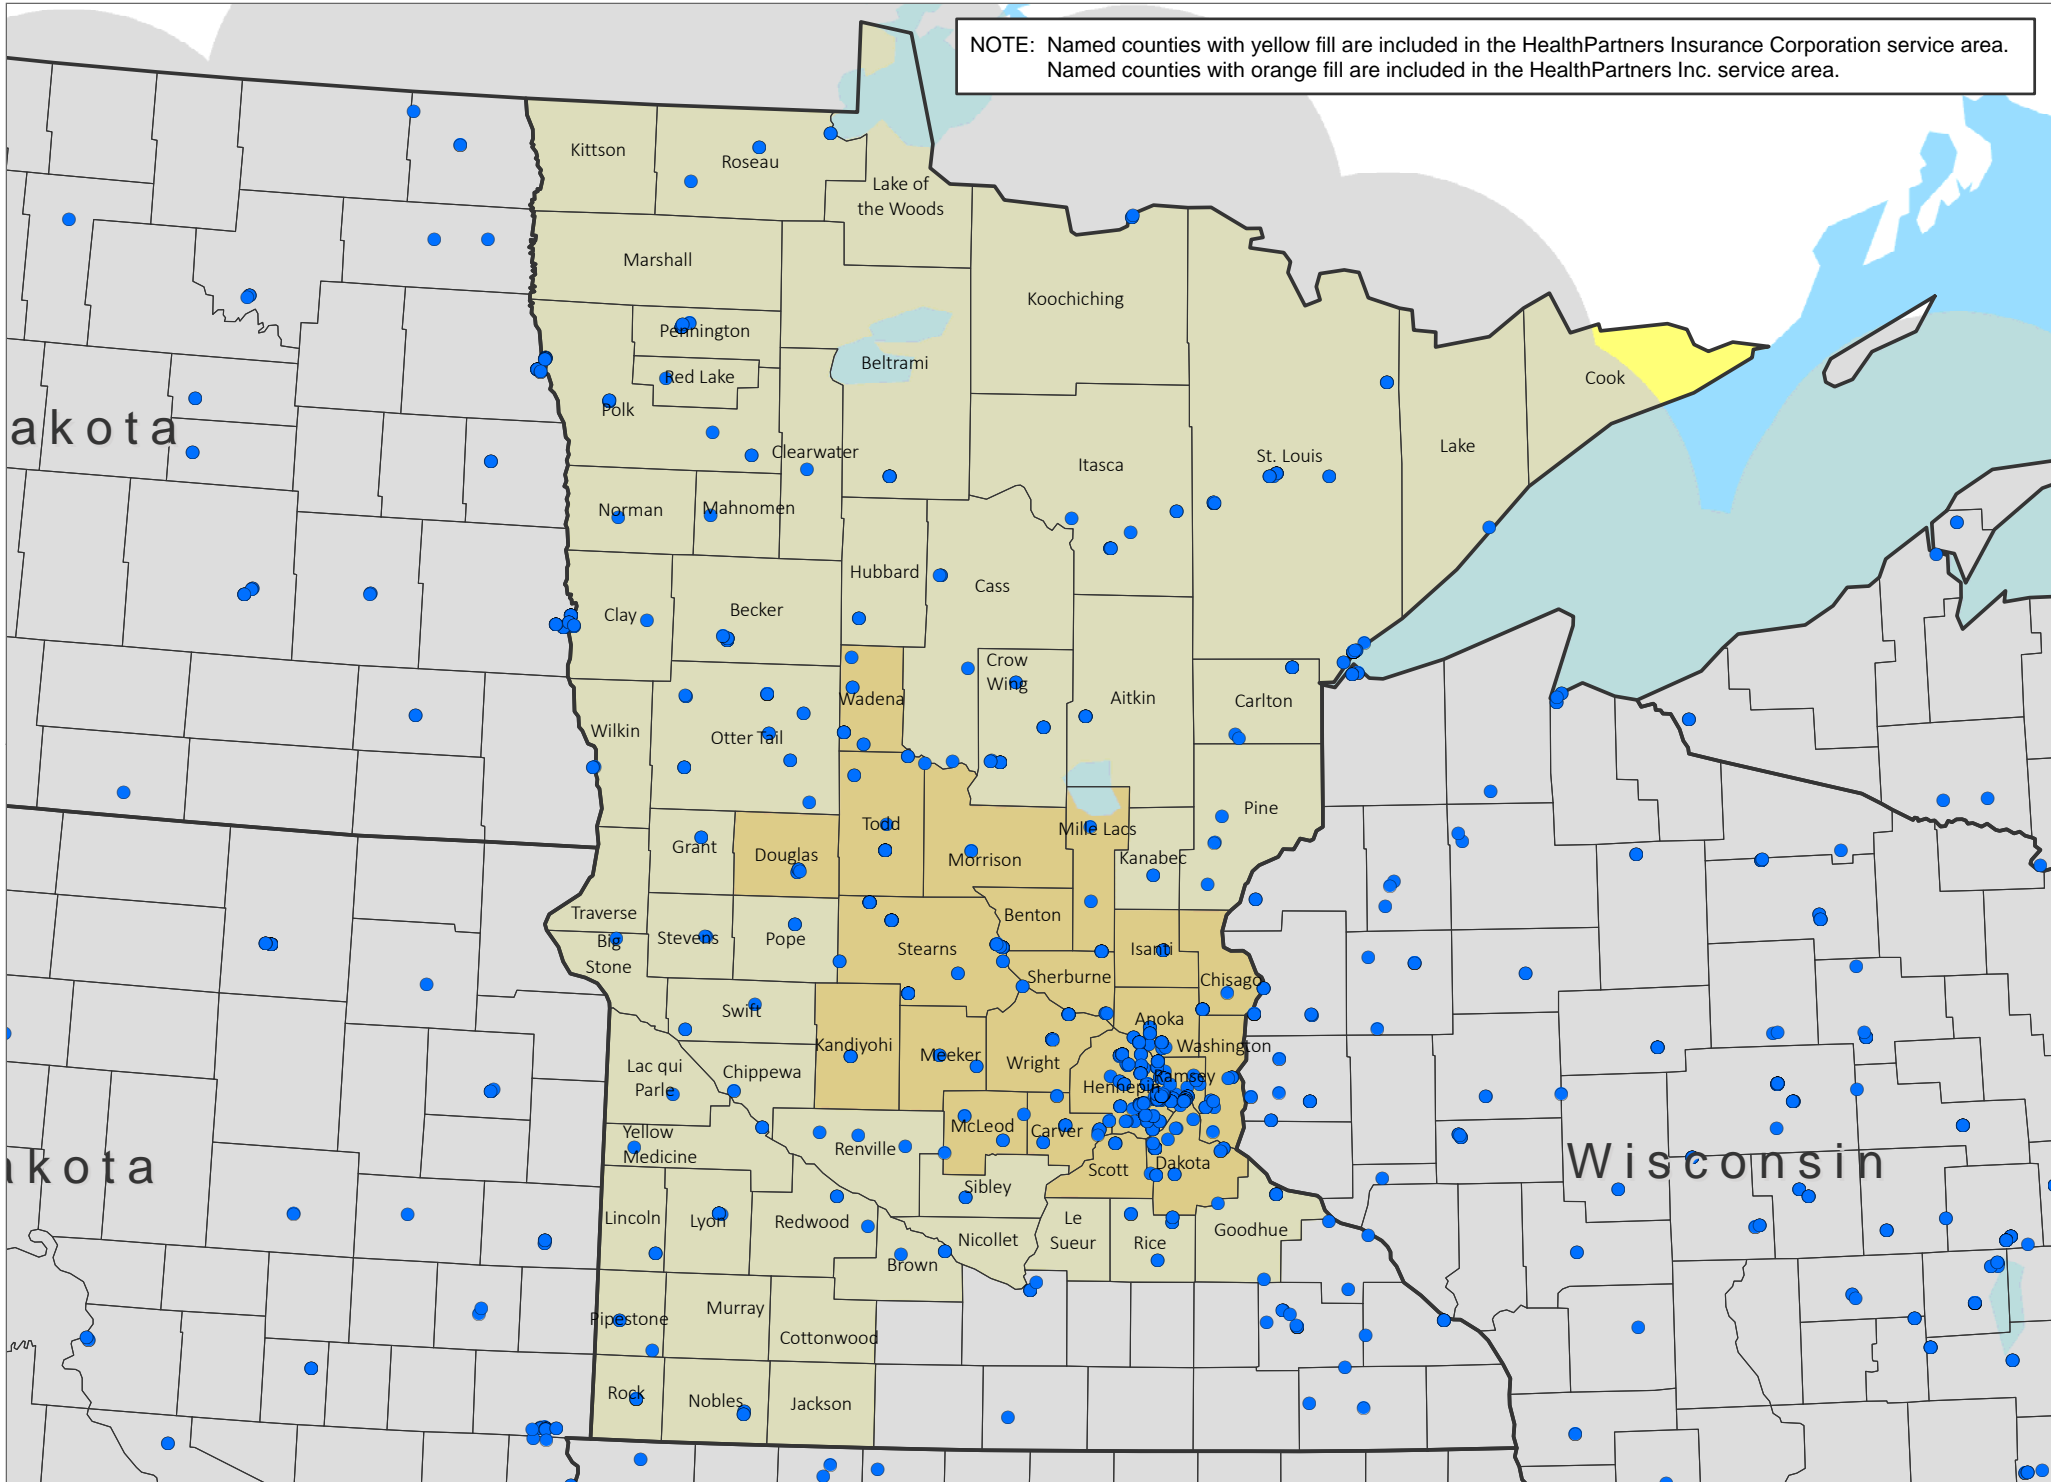 NOTE: Named counties with yellow fill are included in the HealthPartners Insurance Corporation service area.
Named counties with orange fill are included in the HealthPartners Inc. service area.
Kittson
Roseau
Lake of
the Woods
Marshall
Koochiching
Pennington
Beltrami
Red Lake
Cook
Polk
akota
Lake
Clearwater
St. Louis
Itasca
Norman
Mahnomen
Hubbard
Cass
Clay
Becker
Crow
Wing
Wadena
Aitkin
Carlton
Wilkin
Otter Tail
Pine
Todd
Mille Lacs
Grant
Douglas
Morrison
Kanabec
Traverse
Benton
Big
Stone
Stevens
Pope
Stearns
Isanti
Sherburne
Chisago
Swift
Anoka
Kandiyohi
Meeker
Wright
Washington
Lac qui
Parle
Chippewa
Ramsey
Hennepin
McLeod
Carver
Yellow
Medicine
Renville
akota
Scott
Dakota
Wisconsin
Sibley
Lincoln
Lyon
Redwood
Le
Sueur
Rice
Goodhue
Nicollet
Brown
Pipestone
Murray
Cottonwood
Rock
Nobles
Jackson